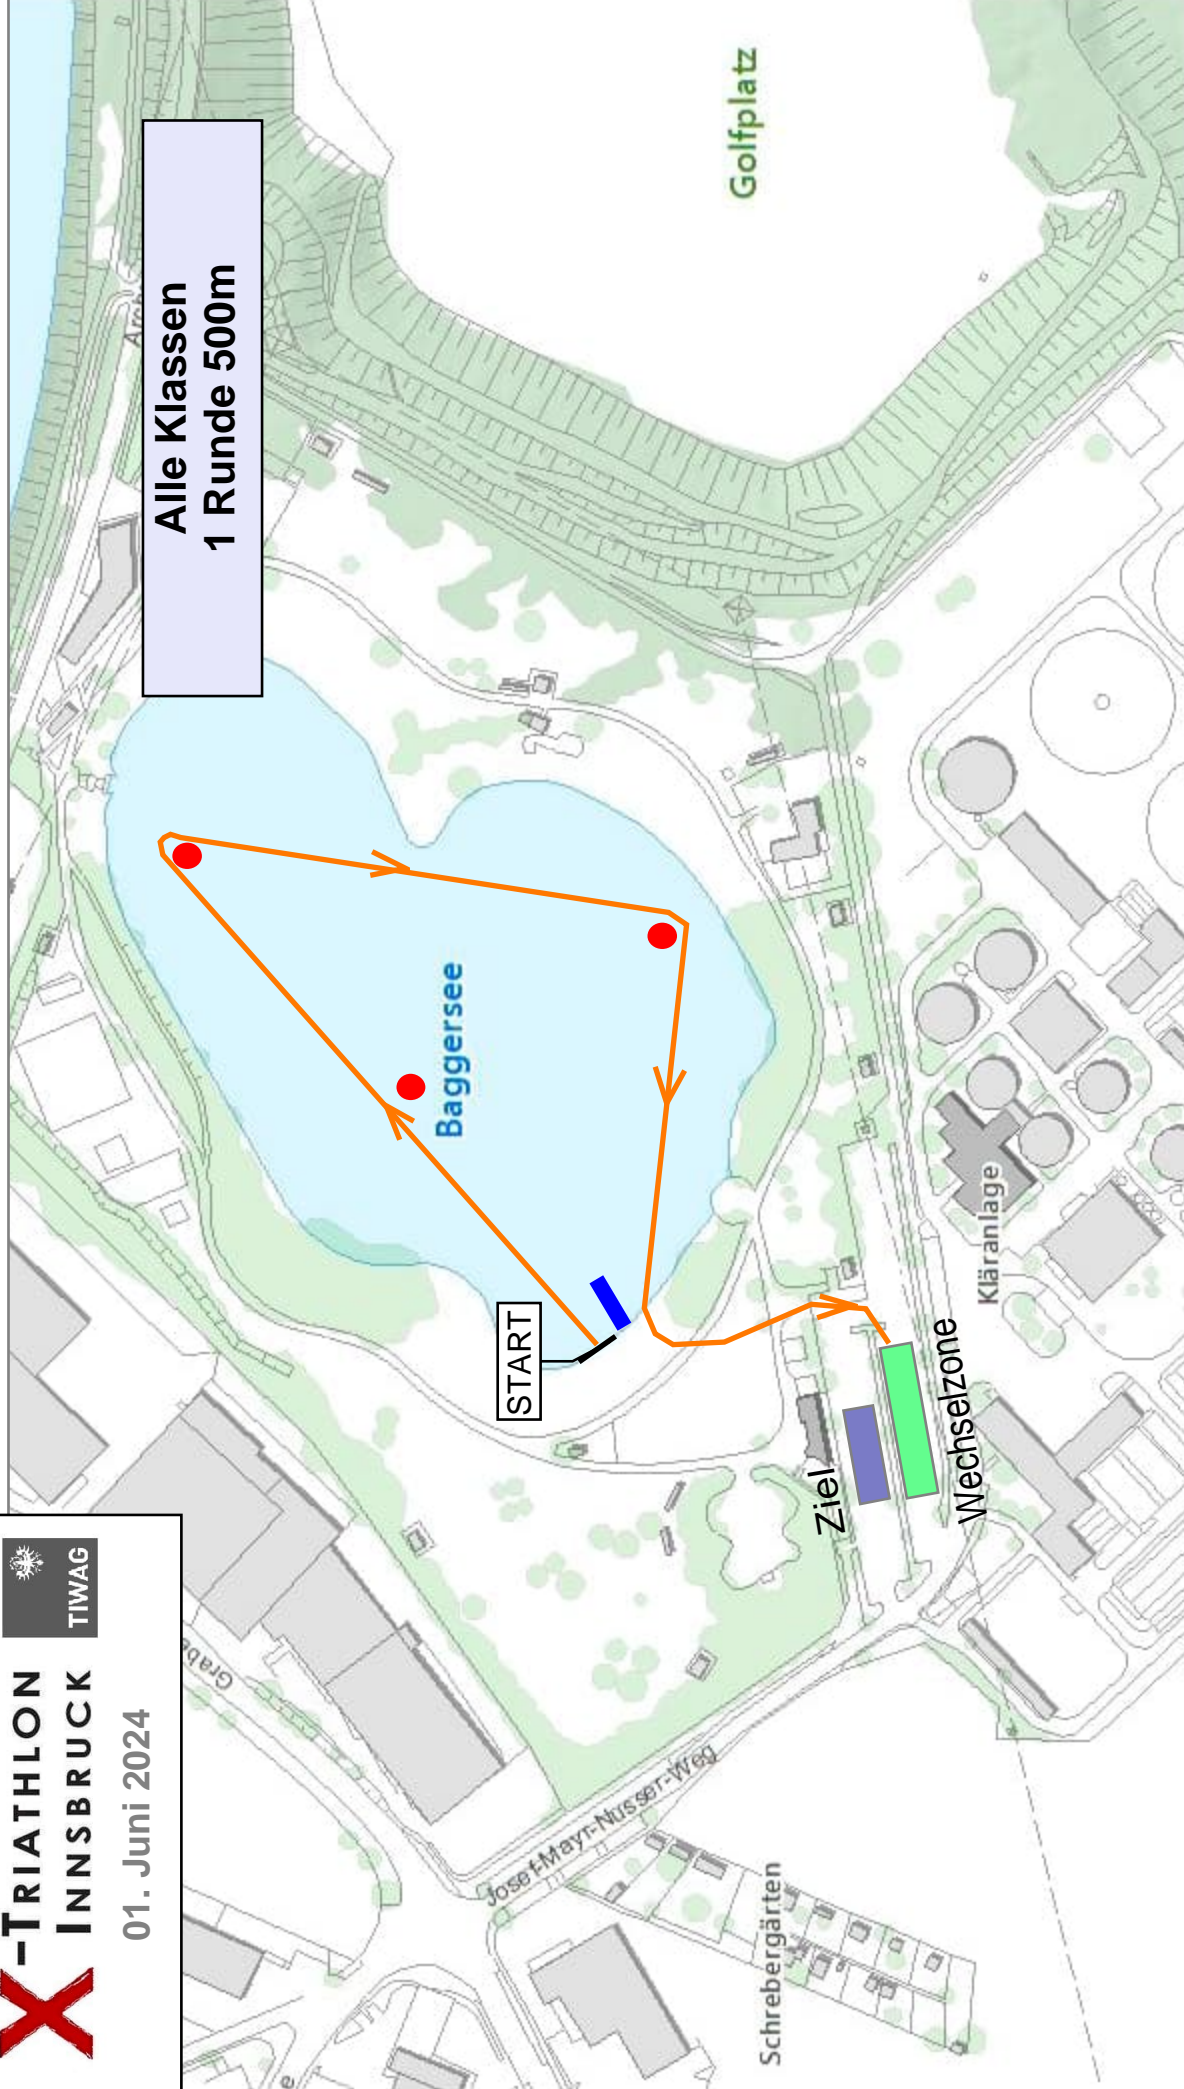 X-TRIATHLON
INNSBRUCK
TIWAG
01. Juni 2024
Alle Klassen
1 Runde 500m
Golfplatz
Baggersee
START
Ziel
Wechselzone
Kläranlage
Josef-Mayr-Nusser-Weg
Schrebergärten